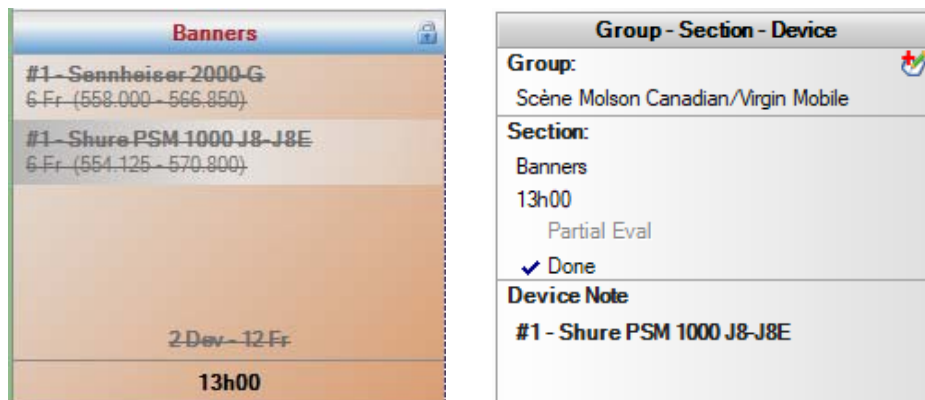 Banners
#1 - Sennheiser 2000-G
6 Fr (558.000 - 566.850)
#1 - Shure PSM 1000 J8-J8E
6 Fr (554.125 - 570.800)
2 Dev - 12 Fr
13h00
Group - Section - Device
Group:
Scène Molson Canadian/Virgin Mobile
Section:
Banners
13h00
Partial Eval
Done
Device Note
#1 - Shure PSM 1000 J8-J8E